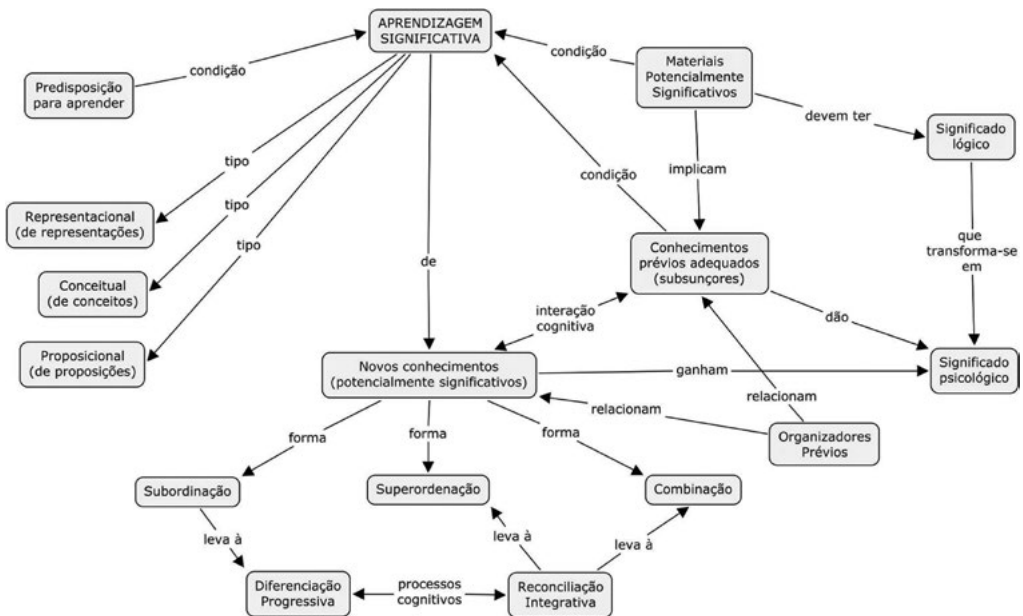 APRENDIZAGEM
SIGNIFICATIVA
condição
condição
Predisposição
para aprender
Materiais
Potencialmente
Significativos
devem ter
Significado
lógico
tipo
tipo
tipo
condição
implicam
Representacional
(de representações)
Conceitual
(de conceitos)
Proposicional
(de proposições)
de
Conhecimentos
prévios adequados
(subsunçores)
que
transforma-se
em
interação
cognitiva
dão
Novos conhecimentos
(potencialmente significativos)
ganham
Significado
psicológico
relacionam
relacionam
Organizadores
Prévios
forma
forma
forma
Subordinação
Superordenação
Combinação
leva à
leva à
leva à
Diferenciação
Progressiva
processos
cognitivos
Reconciliação
Integrativa